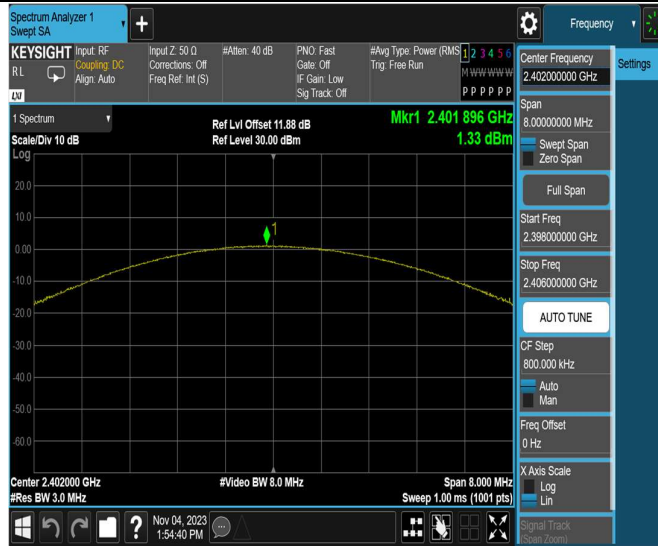 Spectrum Analyzer 1
Swept SA
+
Frequency
KEYSIGHT
RL
LXI
Input: RF
Coupling: DC
Align: Auto
Input Z: 50 Ω
Corrections: Off
Freq Ref: Int (S)
#Atten: 40 dB
PNO: Fast
Gate: Off
IF Gain: Low
Sig Track: Off
#Avg Type: Power (RMS
Trig: Free Run
1 2 3 4 5 6
M W W W W W
P P P P P P
Center Frequency
2.402000000 GHz
Settings
Span
8.00000000 MHz
Swept Span
Zero Span
Full Span
Start Freq
2.398000000 GHz
Stop Freq
2.406000000 GHz
AUTO TUNE
CF Step
800.000 kHz
Auto
Man
Freq Offset
0 Hz
X Axis Scale
Log
Lin
Signal Track
(Span Zoom)
1 Spectrum
Scale/Div 10 dB
Log
Ref Lvl Offset 11.88 dB
Ref Level 30.00 dBm
Mkr1 2.401 896 GHz
1.33 dBm
20.0
10.0
0.00
-10.0
-20.0
-30.0
-40.0
-50.0
-60.0
1
Center 2.402000 GHz
#Res BW 3.0 MHz
#Video BW 8.0 MHz
Span 8.000 MHz
Sweep 1.00 ms (1001 pts)
?
Nov 04, 2023
1:54:40 PM